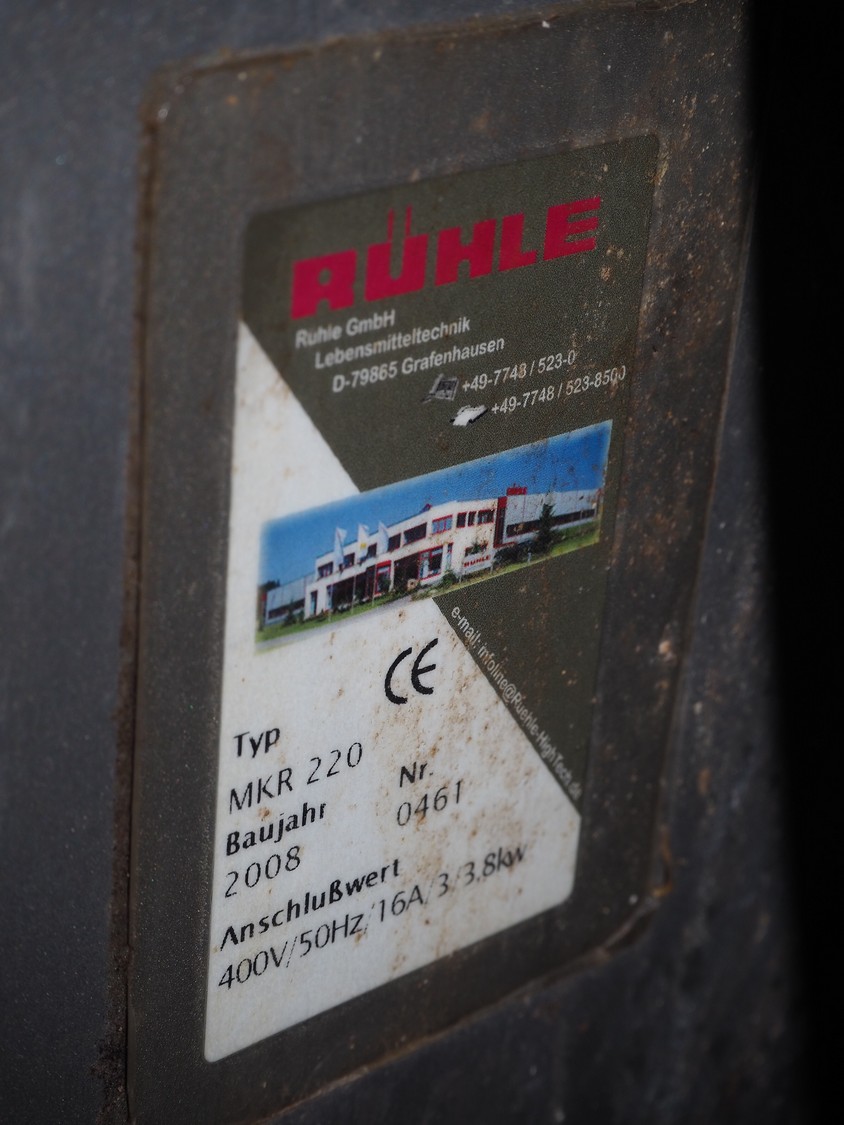 RÜHLE
Rühle GmbH
Lebensmitteltechnik
D-79865 Grafenhausen
+49-7748 / 523-0
+49-7748 / 523-8500
RUHLE
e-mail: infoline@Ruehle-HighTech.de
CE
Typ
MKR 220
Nr.
0461
Baujahr
2008
Anschlußwert
400V/50Hz/16A/3/3,8kw